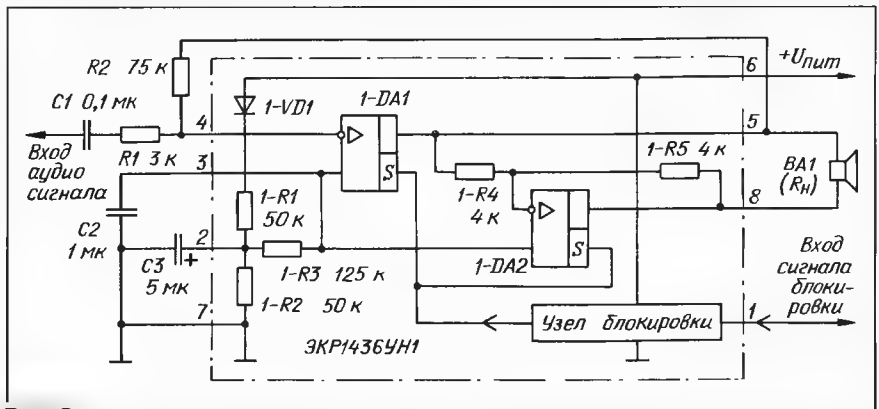 R2 75 к
C1 0,1 мк
Вход
аудио
сигнала
R1 3 к
4
3
C2
1 мк
C3
5 мк
+
2
7
1-VD1
1-DA1
S
1-R1
50 к
1-R3 125 к
1-R2 50 к
1-R4
4 к
1-R5 4 к
1-DA2
S
ЭКР1436УН1
Узел блокировки
6
+Uпит
5
8
BA1
(Rн)
1
Вход
сигнала
блоки-
ровки